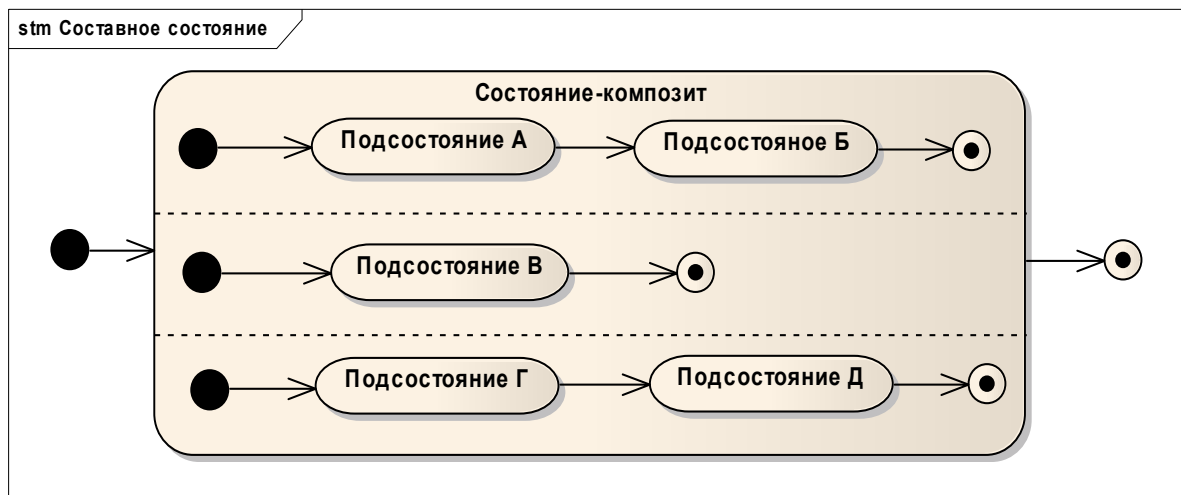 stm Составное состояние
Состояние-композит
Подсостояние А
Подсостояное Б
Подсостояние В
Подсостояние Г
Подсостояние Д